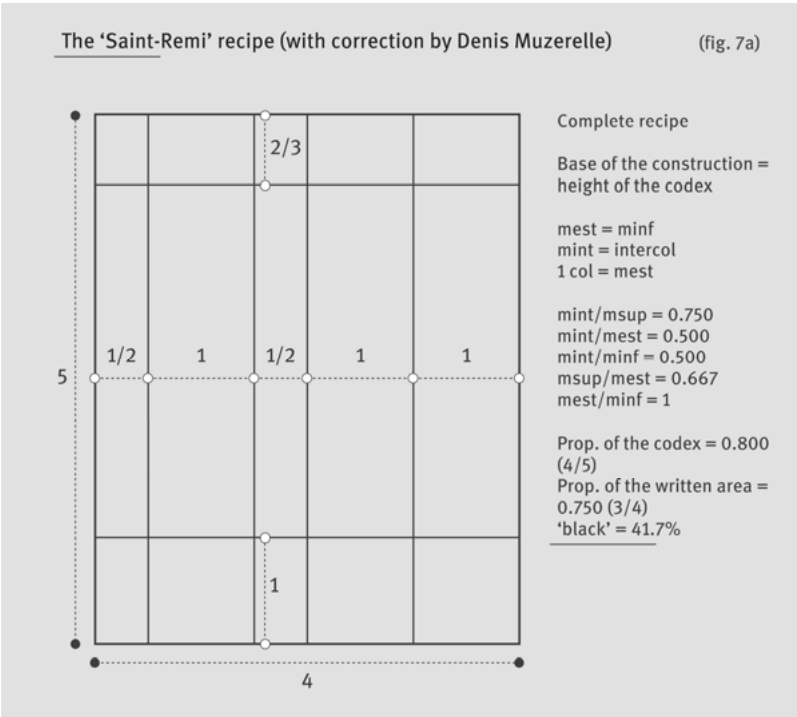 The ‘Saint-Remi’ recipe (with correction by Denis Muzerelle)
(fig. 7a)
2/3
1/2
1
1/2
1
1
5
1
4
Complete recipe
Base of the construction =
height of the codex
mest = minf
mint = intercol
1 col = mest
mint/msup = 0.750
mint/mest = 0.500
mint/minf = 0.500
msup/mest = 0.667
mest/minf = 1
Prop. of the codex = 0.800
(4/5)
Prop. of the written area =
0.750 (3/4)
‘black’ = 41.7%